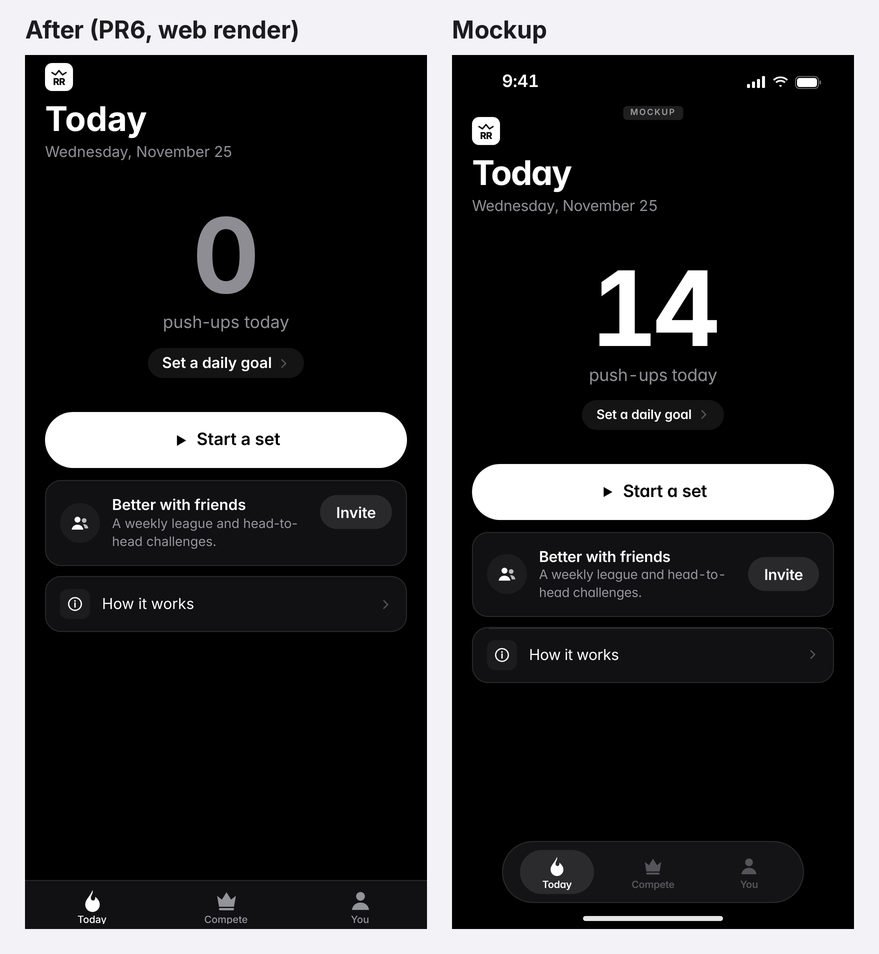 After (PR6, web render)
RR
Today
Wednesday, November 25
0
push-ups today
Set a daily goal
Start a set
Better with friends
A weekly league and head-to-
head challenges.
Invite
How it works
Today
Compete
You
Mockup
9:41
MOCKUP
RR
Today
Wednesday, November 25
14
push-ups today
Set a daily goal
Start a set
Better with friends
A weekly league and head-to-
head challenges.
Invite
How it works
Today
Compete
You